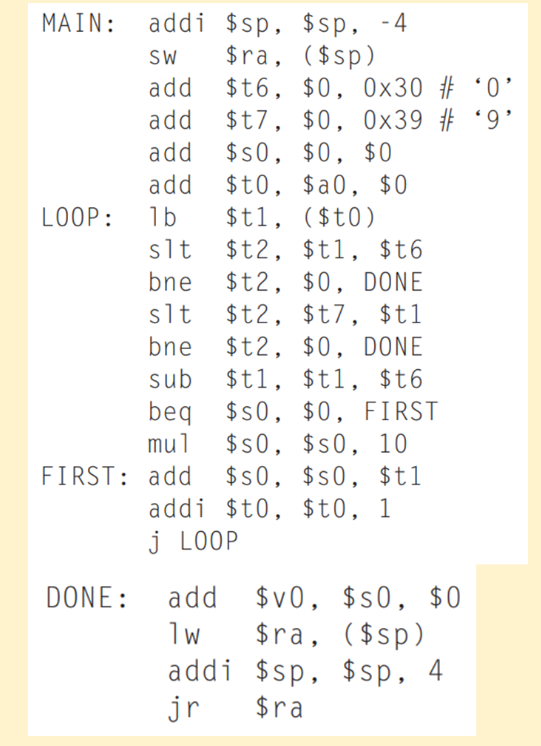 MAIN: addi $sp, $sp, -4
sw $ra, ($sp)
add $t6, $0, 0x30 # ‘0’
add $t7, $0, 0x39 # ‘9’
add $s0, $0, $0
add $t0, $a0, $0
LOOP: lb $t1, ($t0)
slt $t2, $t1, $t6
bne $t2, $0, DONE
slt $t2, $t7, $t1
bne $t2, $0, DONE
sub $t1, $t1, $t6
beq $s0, $0, FIRST
mul $s0, $s0, 10
FIRST: add $s0, $s0, $t1
addi $t0, $t0, 1
j LOOP
DONE: add $v0, $s0, $0
lw $ra, ($sp)
addi $sp, $sp, 4
jr $ra